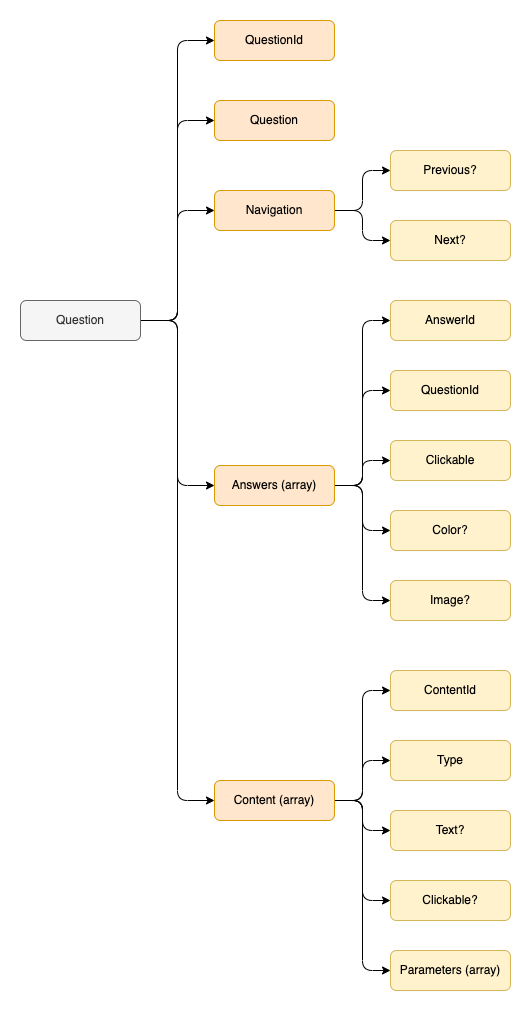 QuestionId
Question
Navigation
Previous?
Next?
Question
AnswerId
QuestionId
Clickable
Answers (array)
Color?
Image?
ContentId
Type
Content (array)
Text?
Clickable?
Parameters (array)